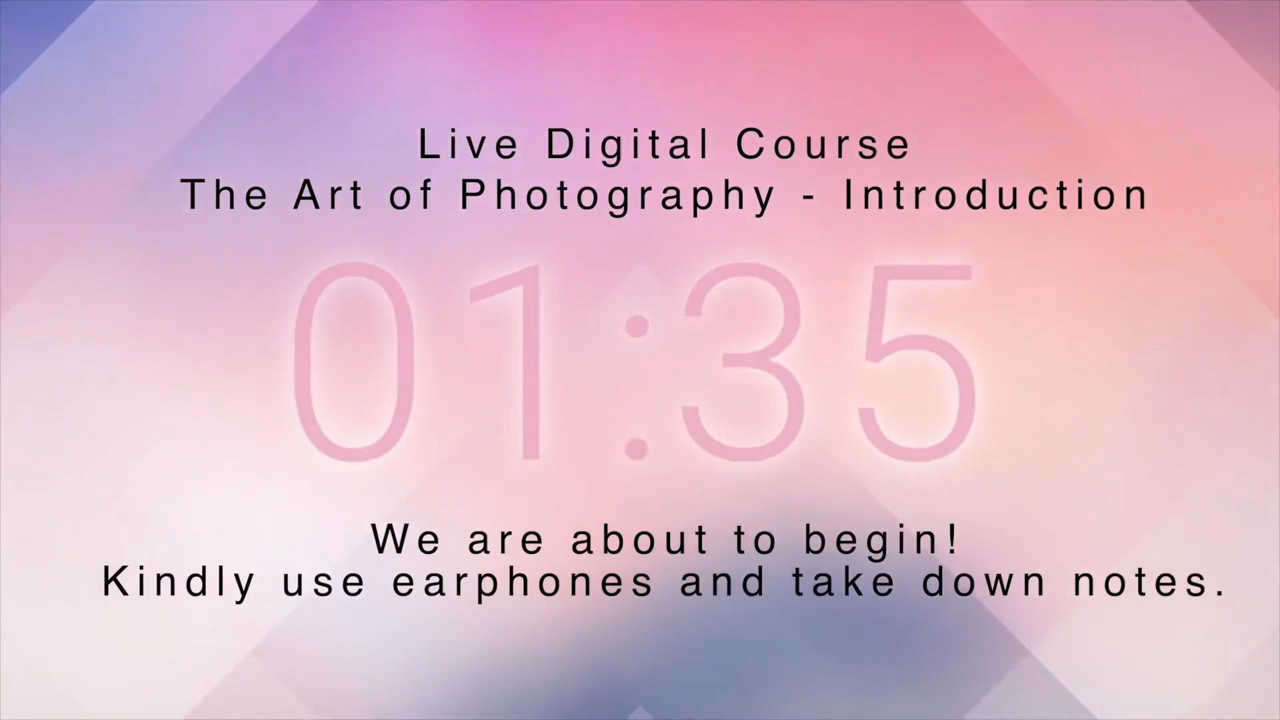 Live Digital Course
The Art of Photography - Introduction
01:35
We are about to begin!
Kindly use earphones and take down notes.